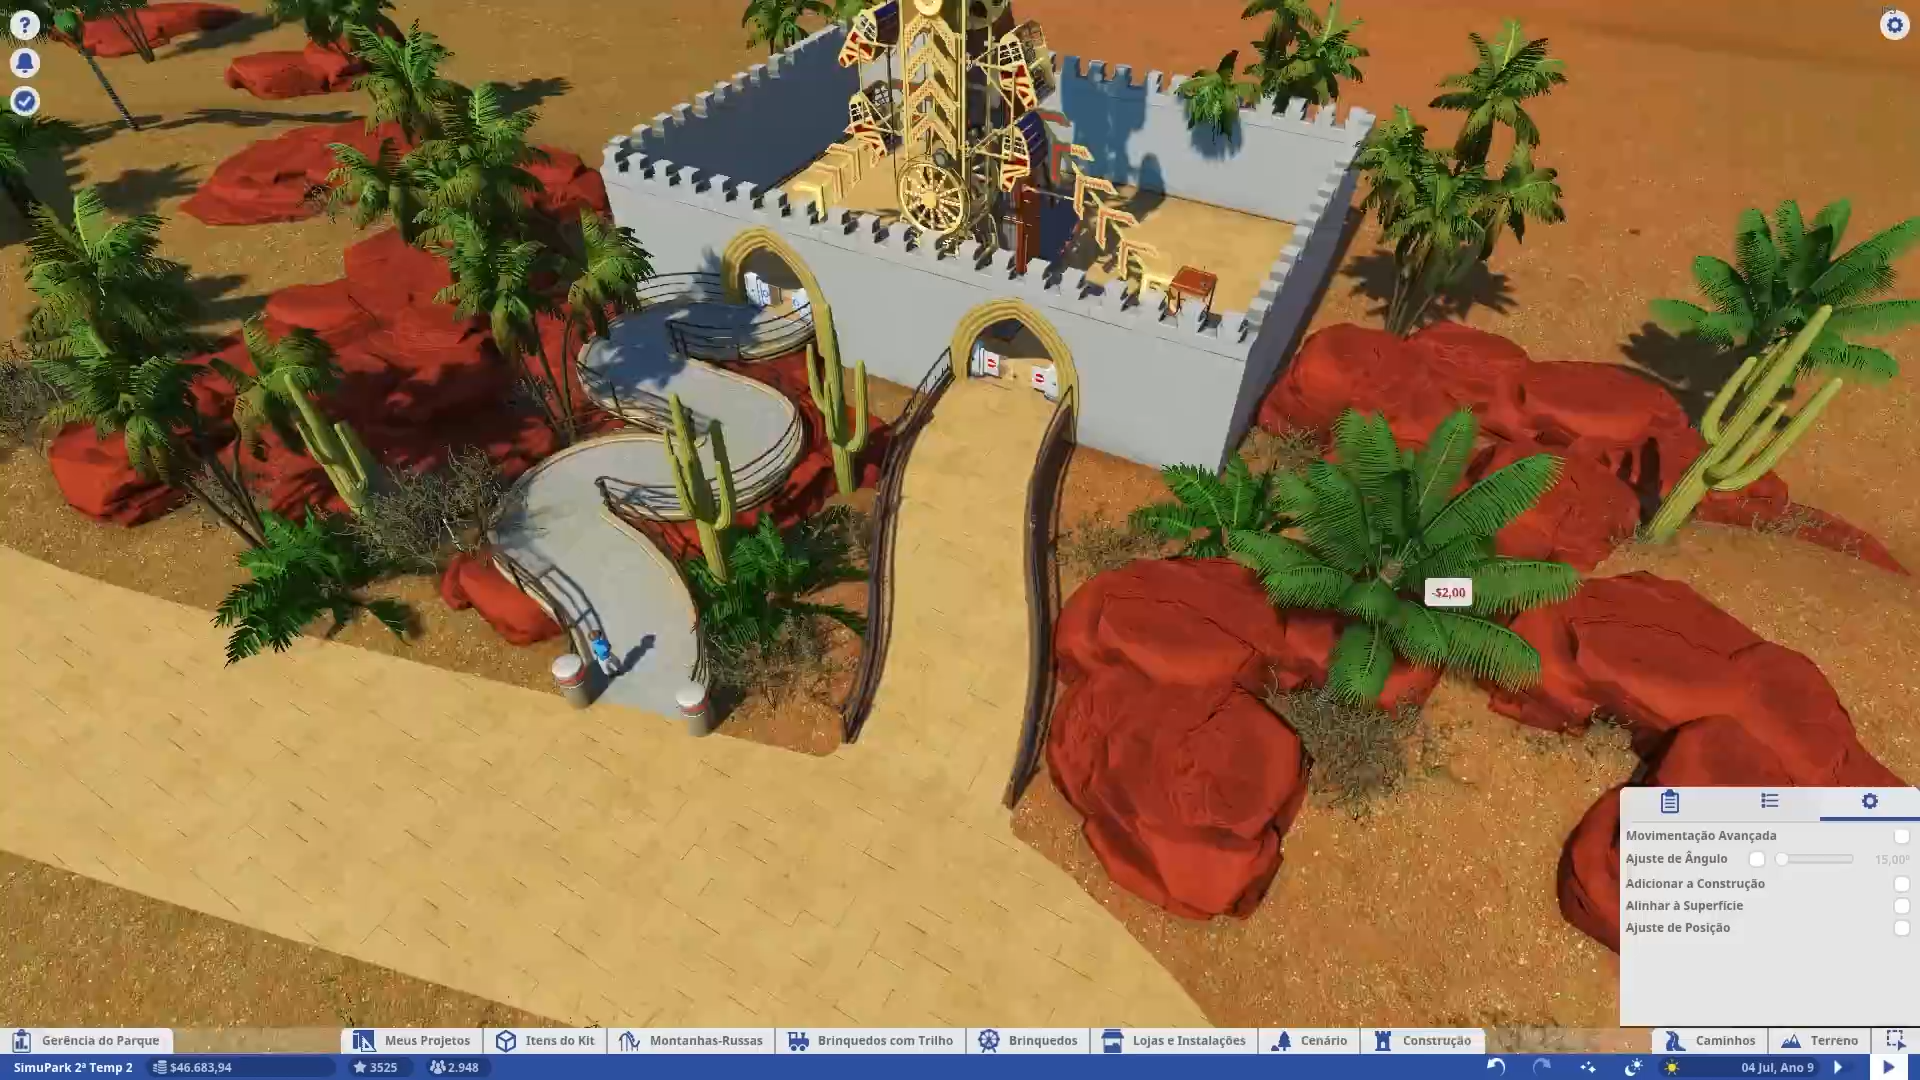 ?
-$2,00
Movimentação Avançada
Ajuste de Ângulo 15,00°
Adicionar a Construção
Alinhar à Superfície
Ajuste de Posição
Gerência do Parque
Meus Projetos
Itens do Kit
Montanhas-Russas
Brinquedos com Trilho
Brinquedos
Lojas e Instalações
Cenário
Construção
Caminhos
Terreno
SimuPark 2ª Temp 2
$46.683,94
3525
2.948
04 Jul, Ano 9